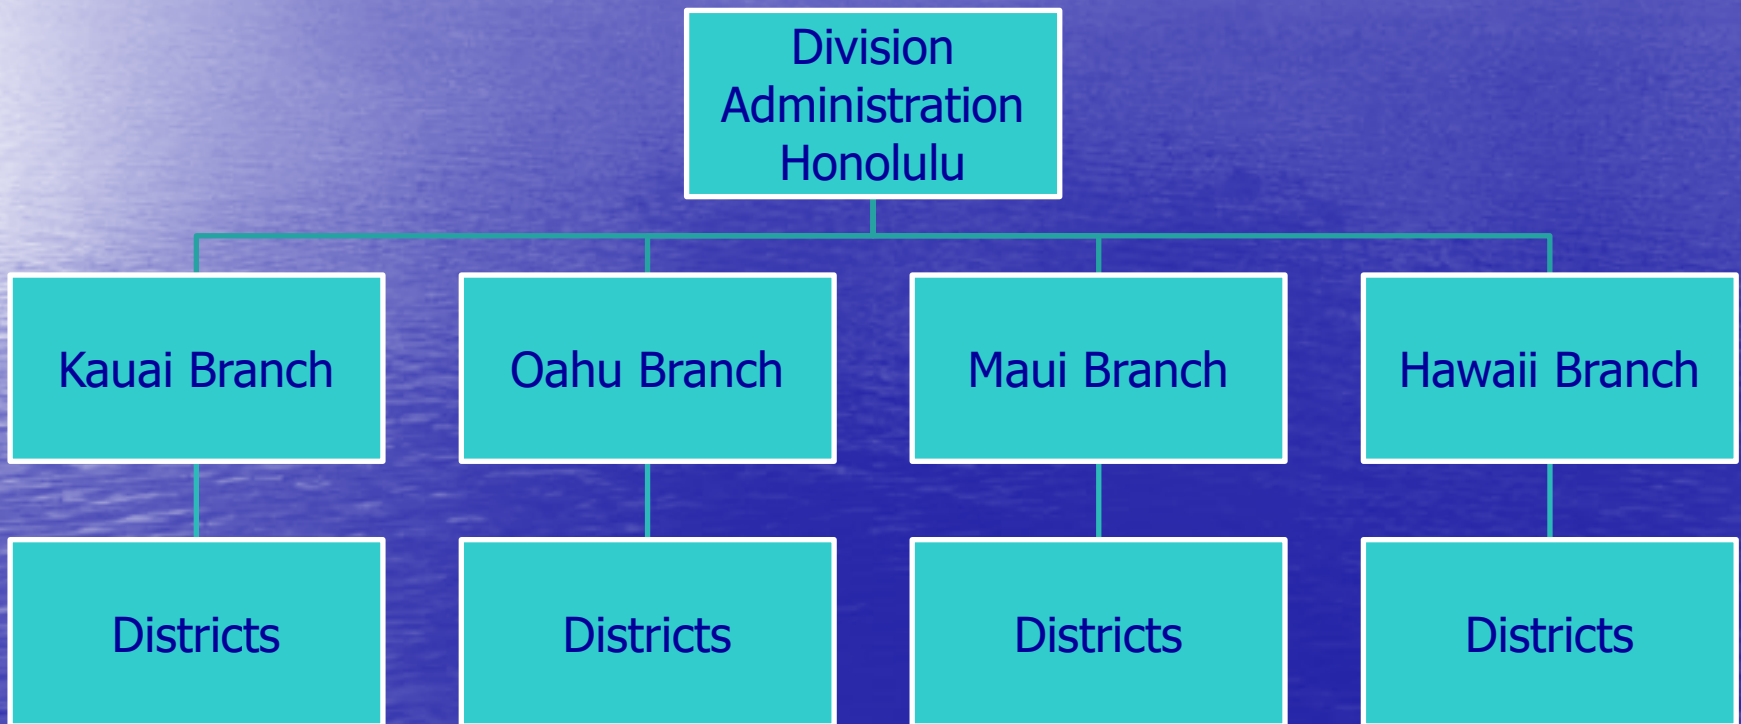 Division
Administration
Honolulu
Kauai Branch
Oahu Branch
Maui Branch
Hawaii Branch
Districts
Districts
Districts
Districts